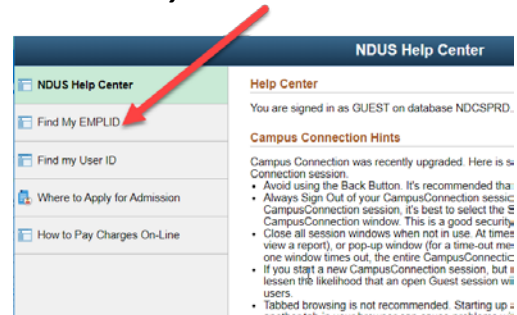 NDUS Help Center
NDUS Help Center
Find My EMPLID
Find my User ID
Where to Apply for Admission
How to Pay Charges On-Line
Help Center
You are signed in as GUEST on database NDCSPRD.
Campus Connection Hints
Campus Connection was recently upgraded. Here is
Connection session.
• Avoid using the Back Button. It's recommended
• Always Sign Out of your CampusConnection
CampusConnection session, it's best to select the
CampusConnection window. This is a good security
• Close all session windows when not in use. At times
view a report), or pop-up window (for a time-out
one window times out, the entire
• If you start a new CampusConnection session, but
lessen the likelihood that an open Guest session
users.
• Tabbed browsing is not recommended. Starting up